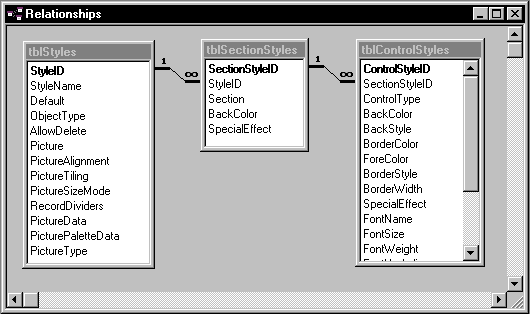 Relationships
tblStyles
StyleID
StyleName
Default
ObjectType
AllowDelete
Picture
PictureAlignment
PictureTiling
PictureSizeMode
RecordDividers
PictureData
PicturePaletteData
PictureType
1
∞
tblSectionStyles
SectionStyleID
StyleID
Section
BackColor
SpecialEffect
1
∞
tblControlStyles
ControlStyleID
SectionStyleID
ControlType
BackColor
BackStyle
BorderColor
ForeColor
BorderStyle
BorderWidth
SpecialEffect
FontName
FontSize
FontWeight